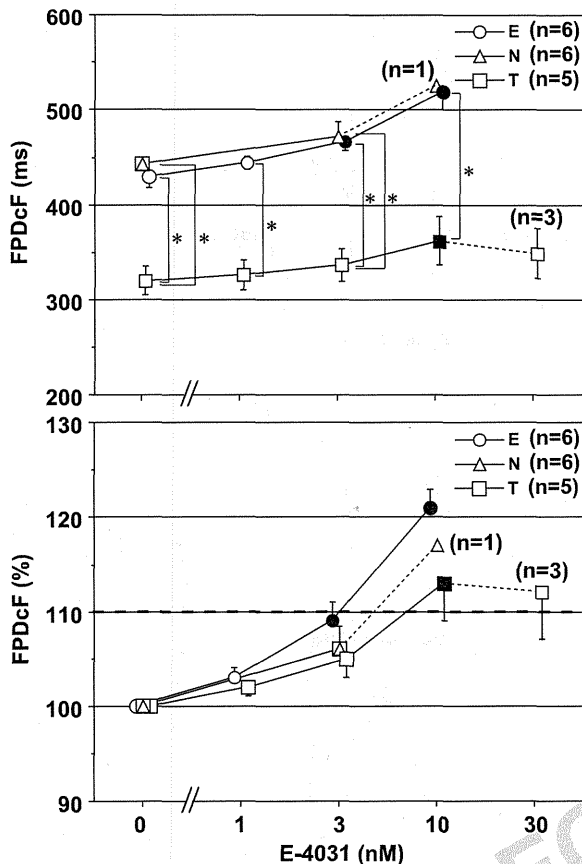 600
500
400
300
200
FPDcF (ms)
E (n=6)
N (n=6)
T (n=5)
(n=1)
(n=3)
*
*
*
*
*
*
130
120
110
100
90
FPDcF (%)
E (n=6)
N (n=6)
T (n=5)
(n=1)
(n=3)
0 1 3 10 30
E-4031 (nM)